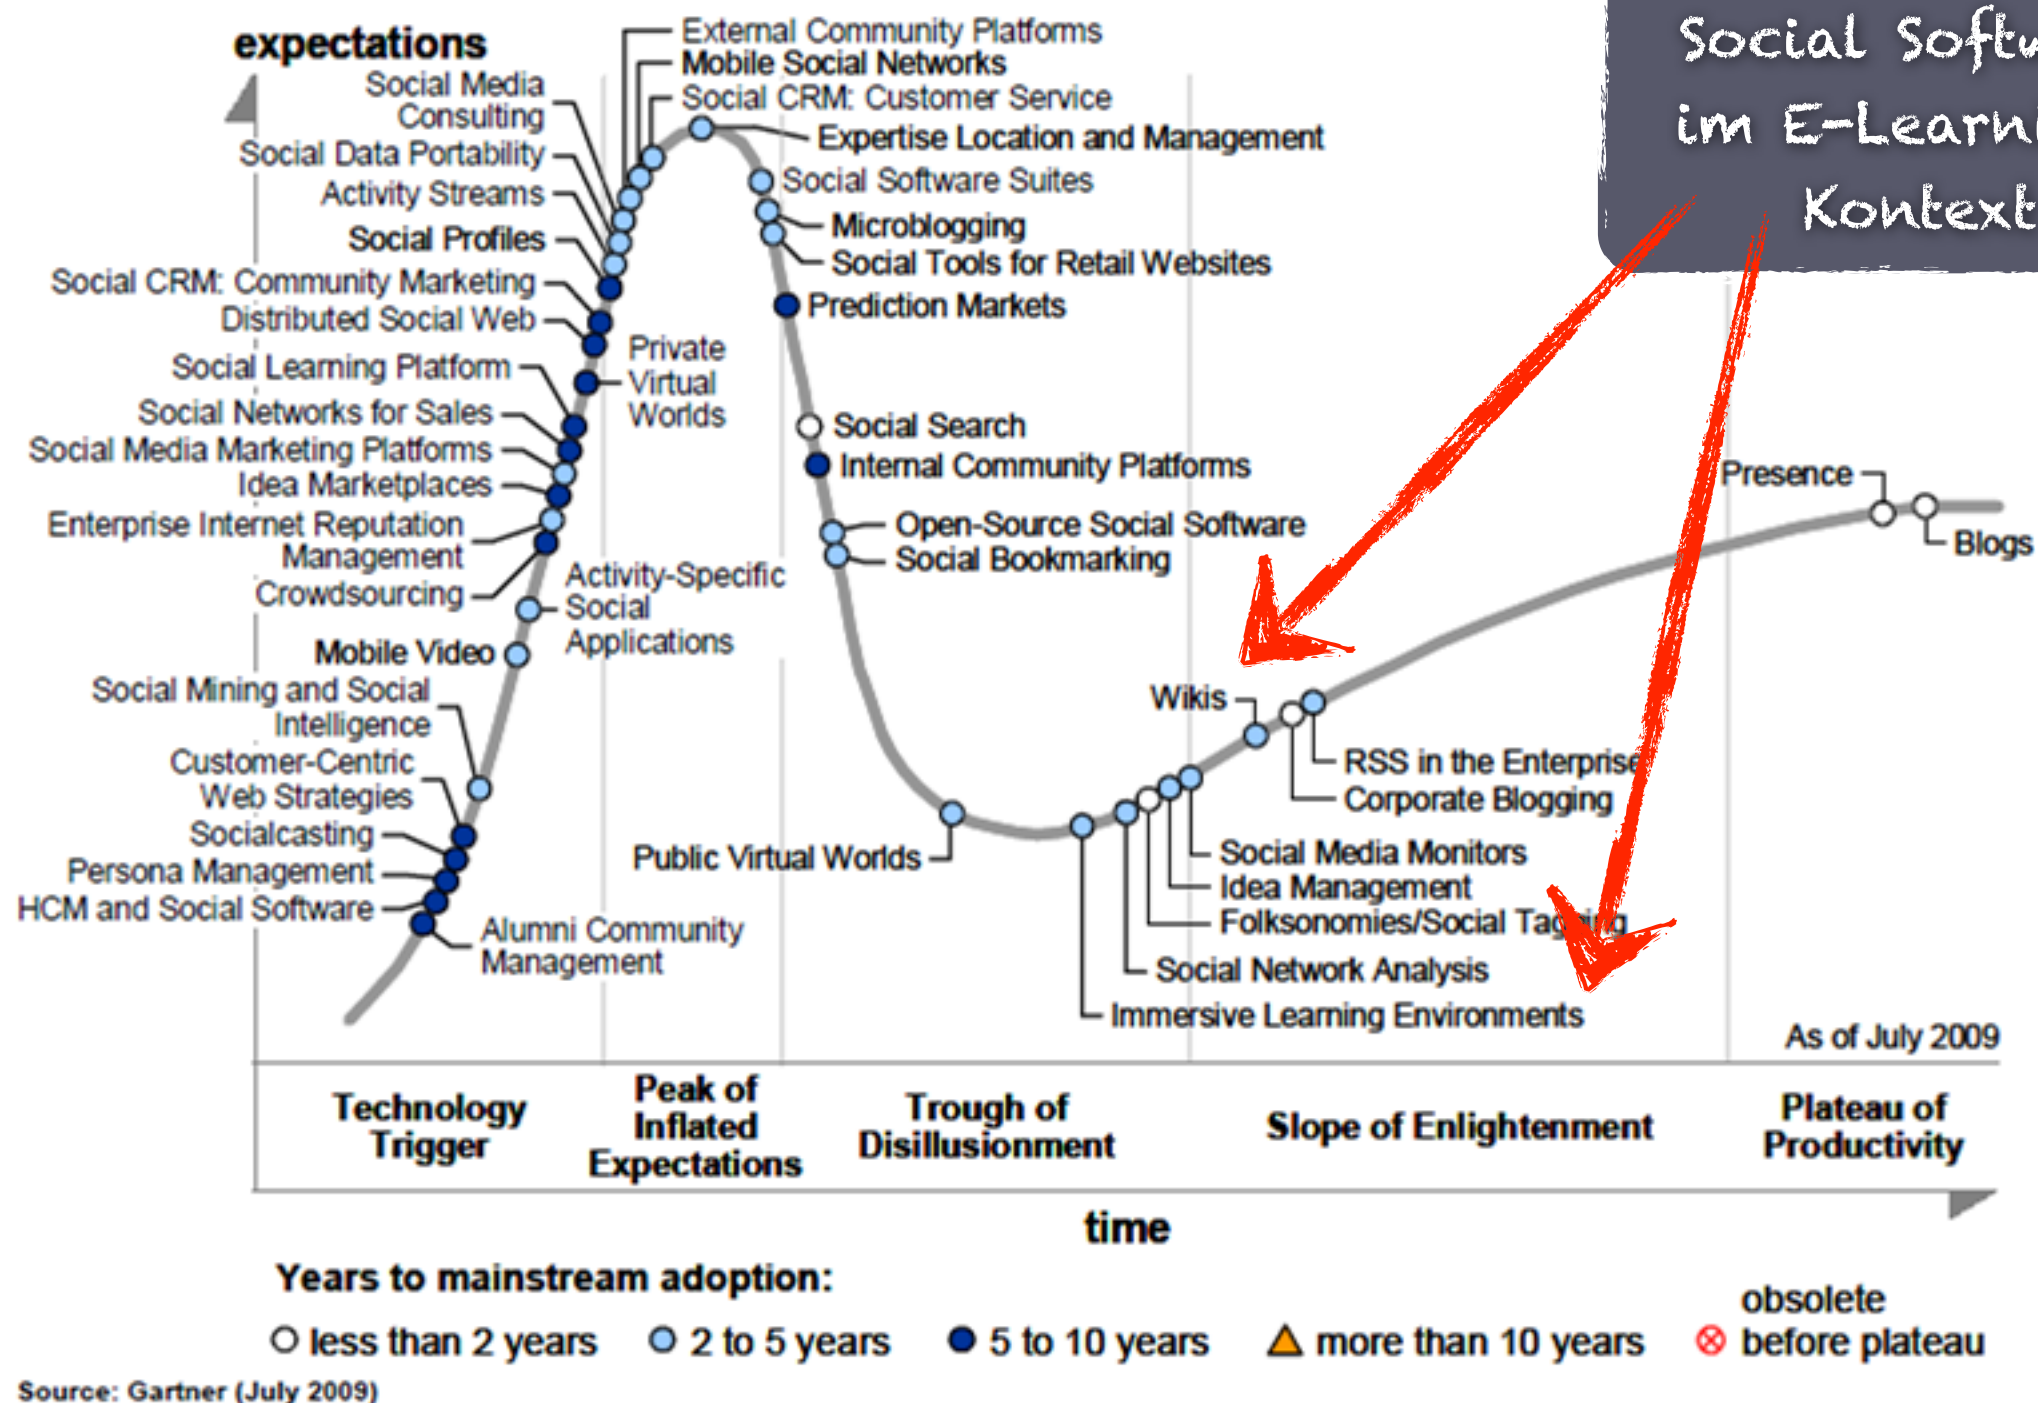 expectations
External Community Platforms
Mobile Social Networks
Social CRM: Customer Service
Expertise Location and Management
Social Media
Consulting
Social Data Portability
Activity Streams
Social Profiles
Social CRM: Community Marketing
Distributed Social Web
Social Learning Platform
Social Networks for Sales
Social Media Marketing Platforms
Idea Marketplaces
Enterprise Internet Reputation
Management
Crowdsourcing
Mobile Video
Social Mining and Social
Intelligence
Customer-Centric
Web Strategies
Socialcasting
Persona Management
HCM and Social Software
Alumni Community
Management
Private
Virtual
Worlds
Activity-Specific
Social
Applications
Social Software Suites
Microblogging
Social Tools for Retail Websites
Prediction Markets
Social Search
Internal Community Platforms
Open-Source Social Software
Social Bookmarking
Public Virtual Worlds
Wikis
RSS in the Enterprise
Corporate Blogging
Social Media Monitors
Idea Management
Folksonomies/Social Tagging
Social Network Analysis
Immersive Learning Environments
Presence
Blogs
Social
im
Kontext
As of July 2009
Technology
Trigger
Peak of
Inflated
Expectations
Trough of
Disillusionment
Slope of Enlightenment
Plateau of
Productivity
time
Years to mainstream adoption:
less than 2 years
2 to 5 years
5 to 10 years
more than 10 years
obsolete
before plateau
Source: Gartner (July 2009)